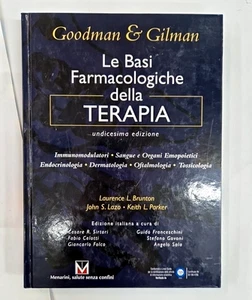 Goodman & Gilman
Le Basi
Farmacologiche
della
TERAPIA
undicesimo edizione
Immunomodulatori • Sangue e Organi Emopoietici
Endocrinologia • Dermatologia • Oftalmologia • Tossicologia
Laurence L. Brunton
John S. Lazo • Keith L. Parker
Edizione italiana a cura di
Cesare R. Sirtori Guido Franceschini
Fabio Celotti Stefano Govoni
Giancarlo Folco Angelo Sala
Menarini, salute senza confini